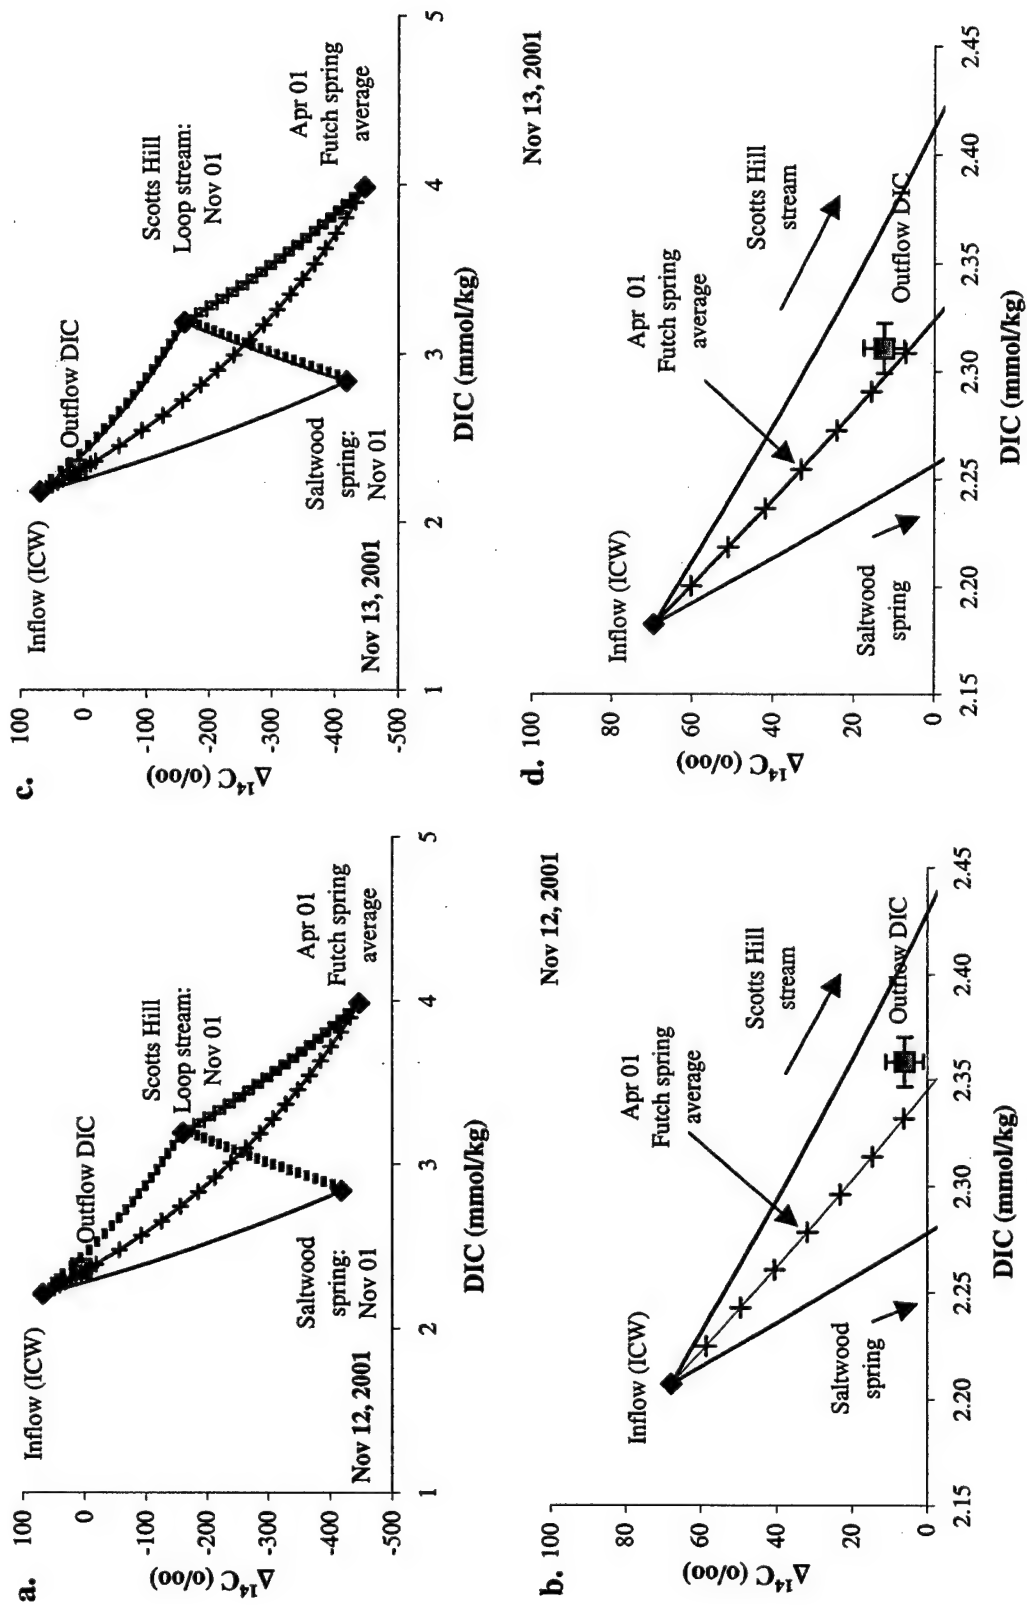 a.
100
0
-100
-200
-300
-400
-500
Δ¹⁴C (o/oo)
Inflow (ICW)
Outflow DIC
Scotts Hill
Loop stream:
Nov 01
Apr 01
Futch spring
average
Saltwood
spring:
Nov 01
Nov 12, 2001
1
2
3
4
5
DIC (mmol/kg)
b.
100
80
60
40
20
0
Δ¹⁴C (o/oo)
Nov 12, 2001
Inflow (ICW)
Apr 01
Futch spring
average
Scotts Hill
stream
Outflow DIC
Saltwood
spring
2.15
2.20
2.25
2.30
2.35
2.40
2.45
DIC (mmol/kg)
c.
100
0
-100
-200
-300
-400
-500
Δ¹⁴C (o/oo)
Inflow (ICW)
Outflow DIC
Scotts Hill
Loop stream:
Nov 01
Apr 01
Futch spring
average
Saltwood
spring:
Nov 01
Nov 13, 2001
1
2
3
4
5
DIC (mmol/kg)
d.
100
80
60
40
20
0
Δ¹⁴C (o/oo)
Nov 13, 2001
Inflow (ICW)
Apr 01
Futch spring
average
Scotts Hill
stream
Outflow DIC
Saltwood
spring
2.15
2.20
2.25
2.30
2.35
2.40
2.45
DIC (mmol/kg)